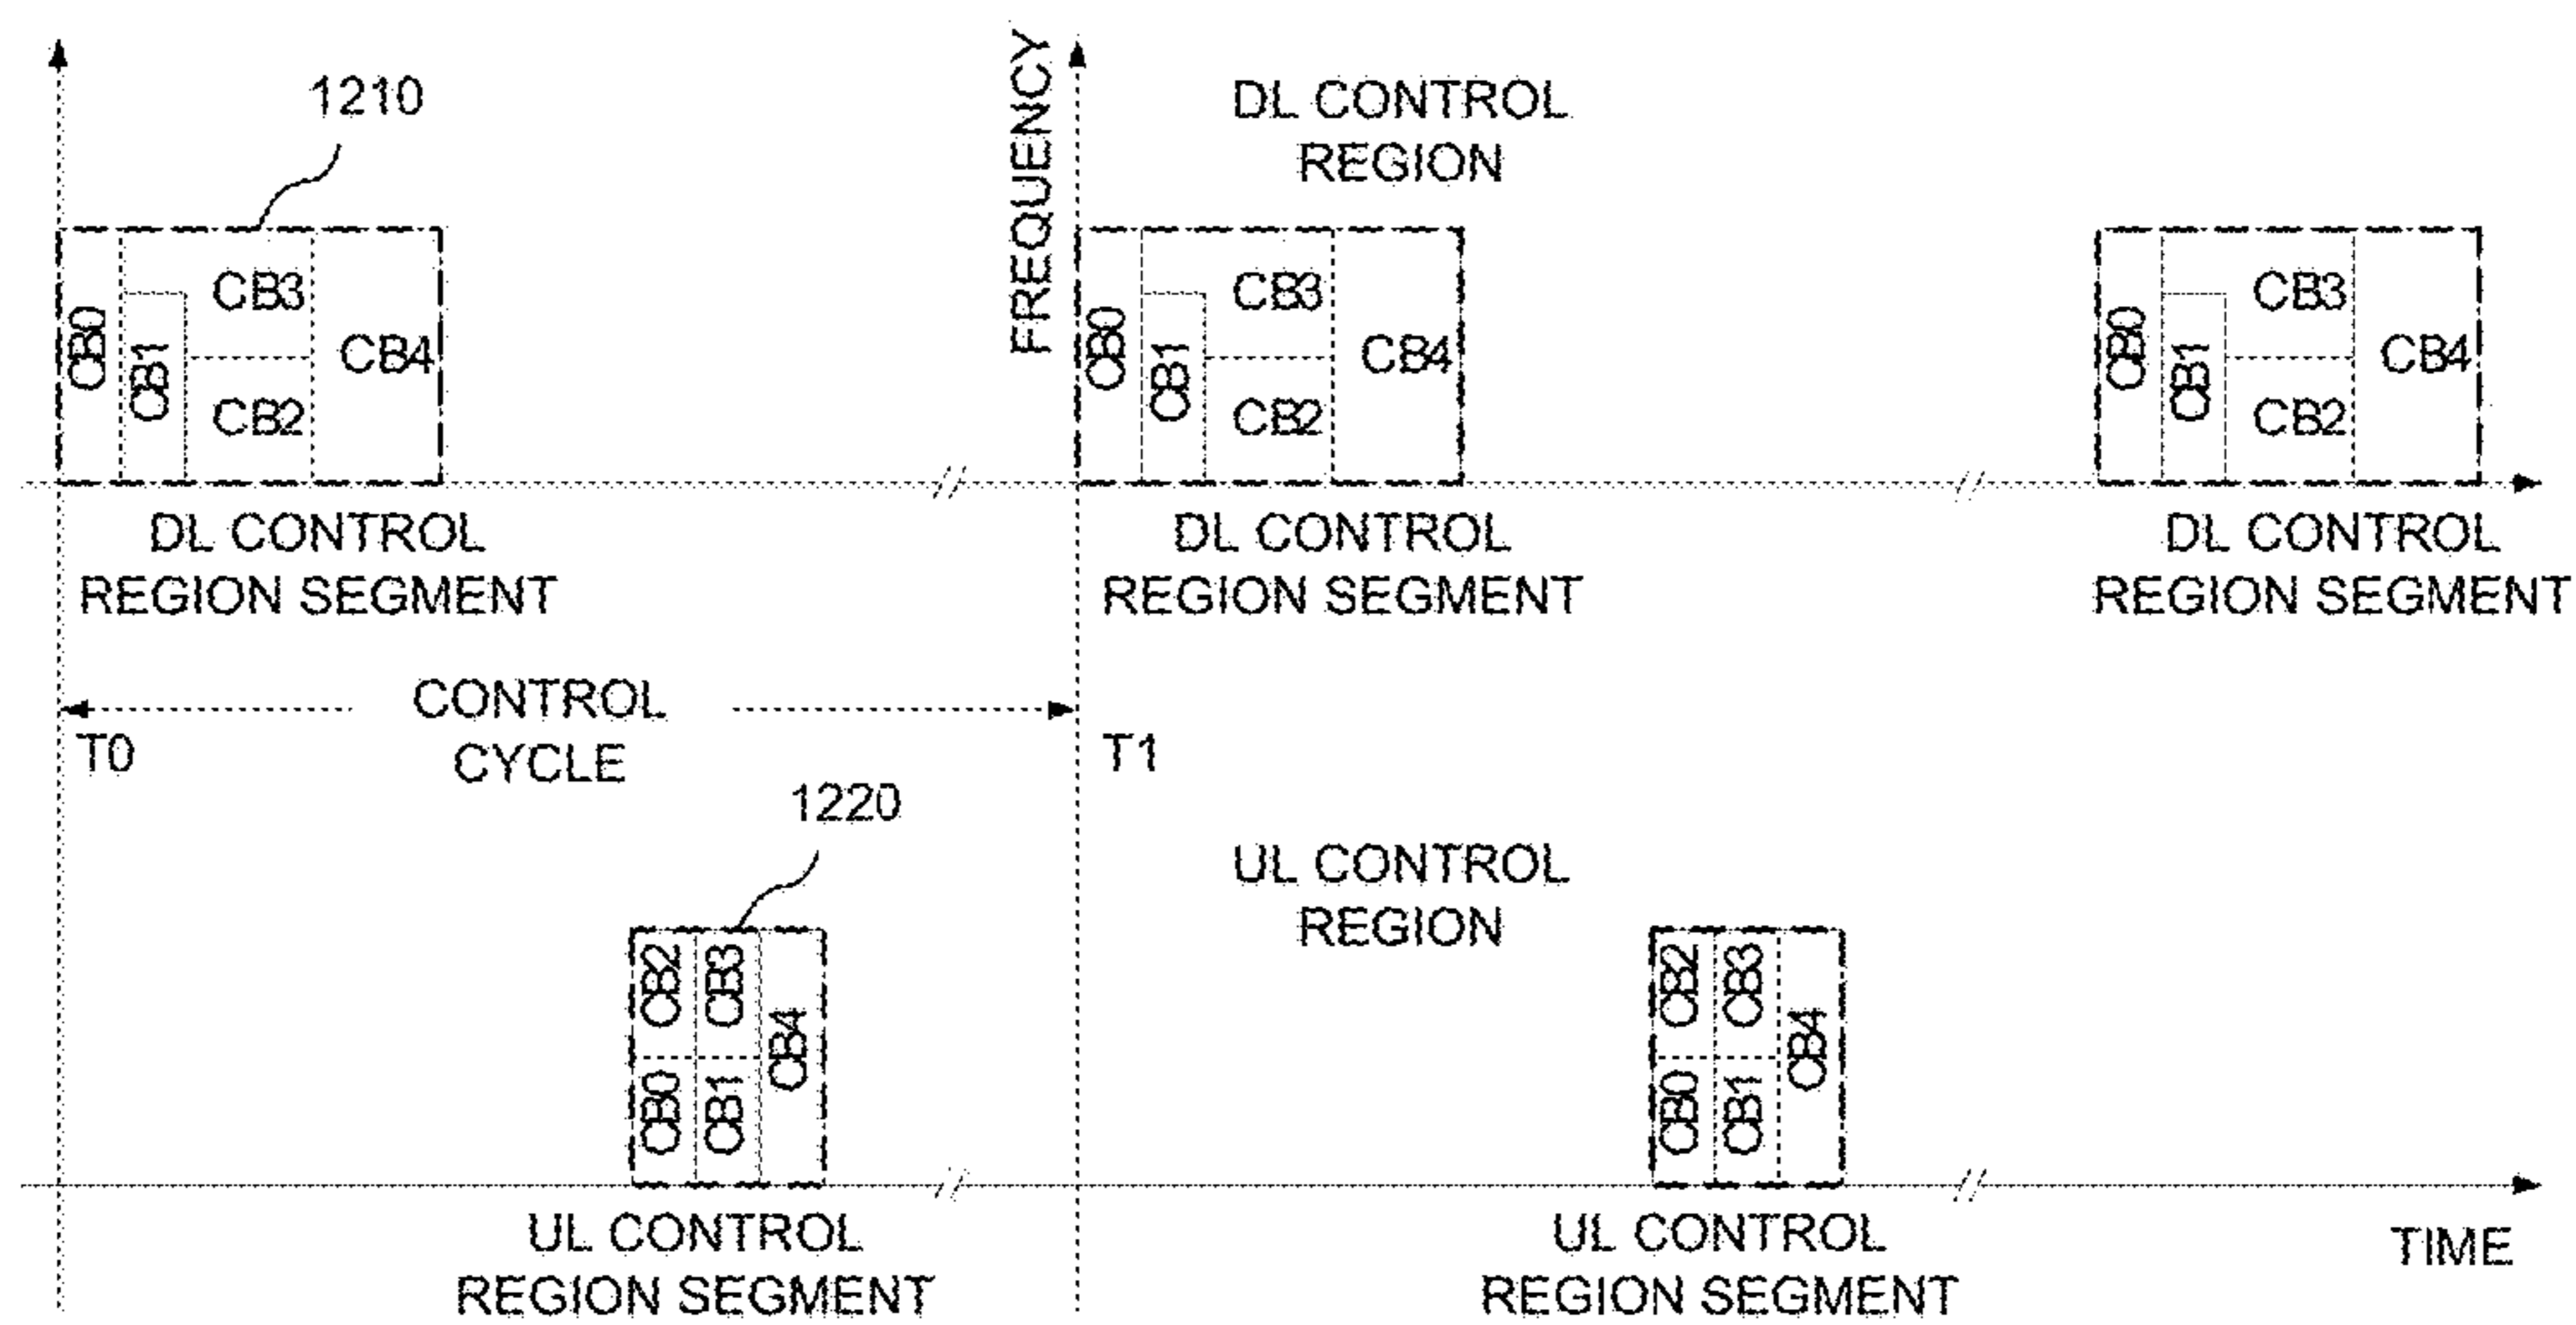 1210
FREQUENCY
DL CONTROL
REGION
CB0
CB1
CB3
CB2
CB4
CB0
CB1
CB3
CB2
CB4
CB0
CB1
CB3
CB2
CB4
DL CONTROL
REGION SEGMENT
DL CONTROL
REGION SEGMENT
DL CONTROL
REGION SEGMENT
CONTROL
CYCLE
T0
T1
1220
UL CONTROL
REGION
CB2
CB3
CB0
CB1
CB4
CB2
CB3
CB0
CB1
CB4
UL CONTROL
REGION SEGMENT
UL CONTROL
REGION SEGMENT
TIME